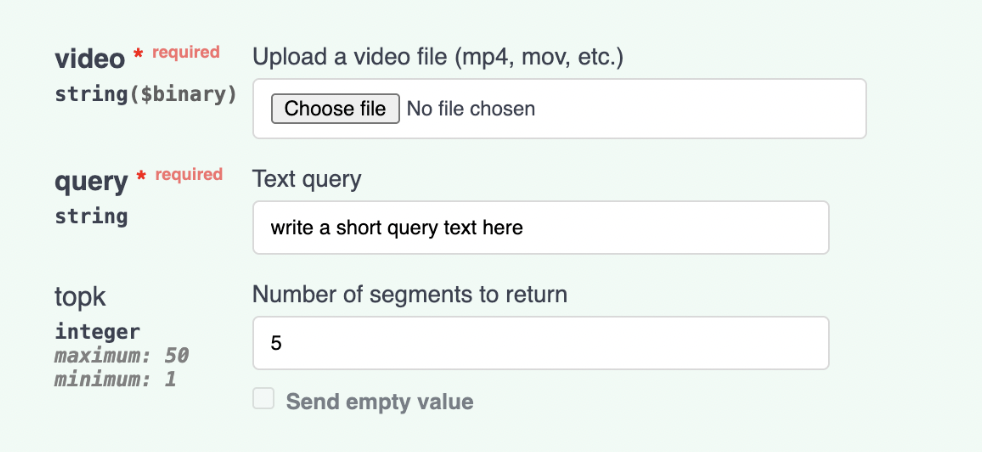 video * required Upload a video file (mp4, mov, etc.)
string($binary)
Choose file No file chosen
query * required Text query
string
write a short query text here
topk Number of segments to return
integer
maximum: 50
minimum: 1
5
Send empty value